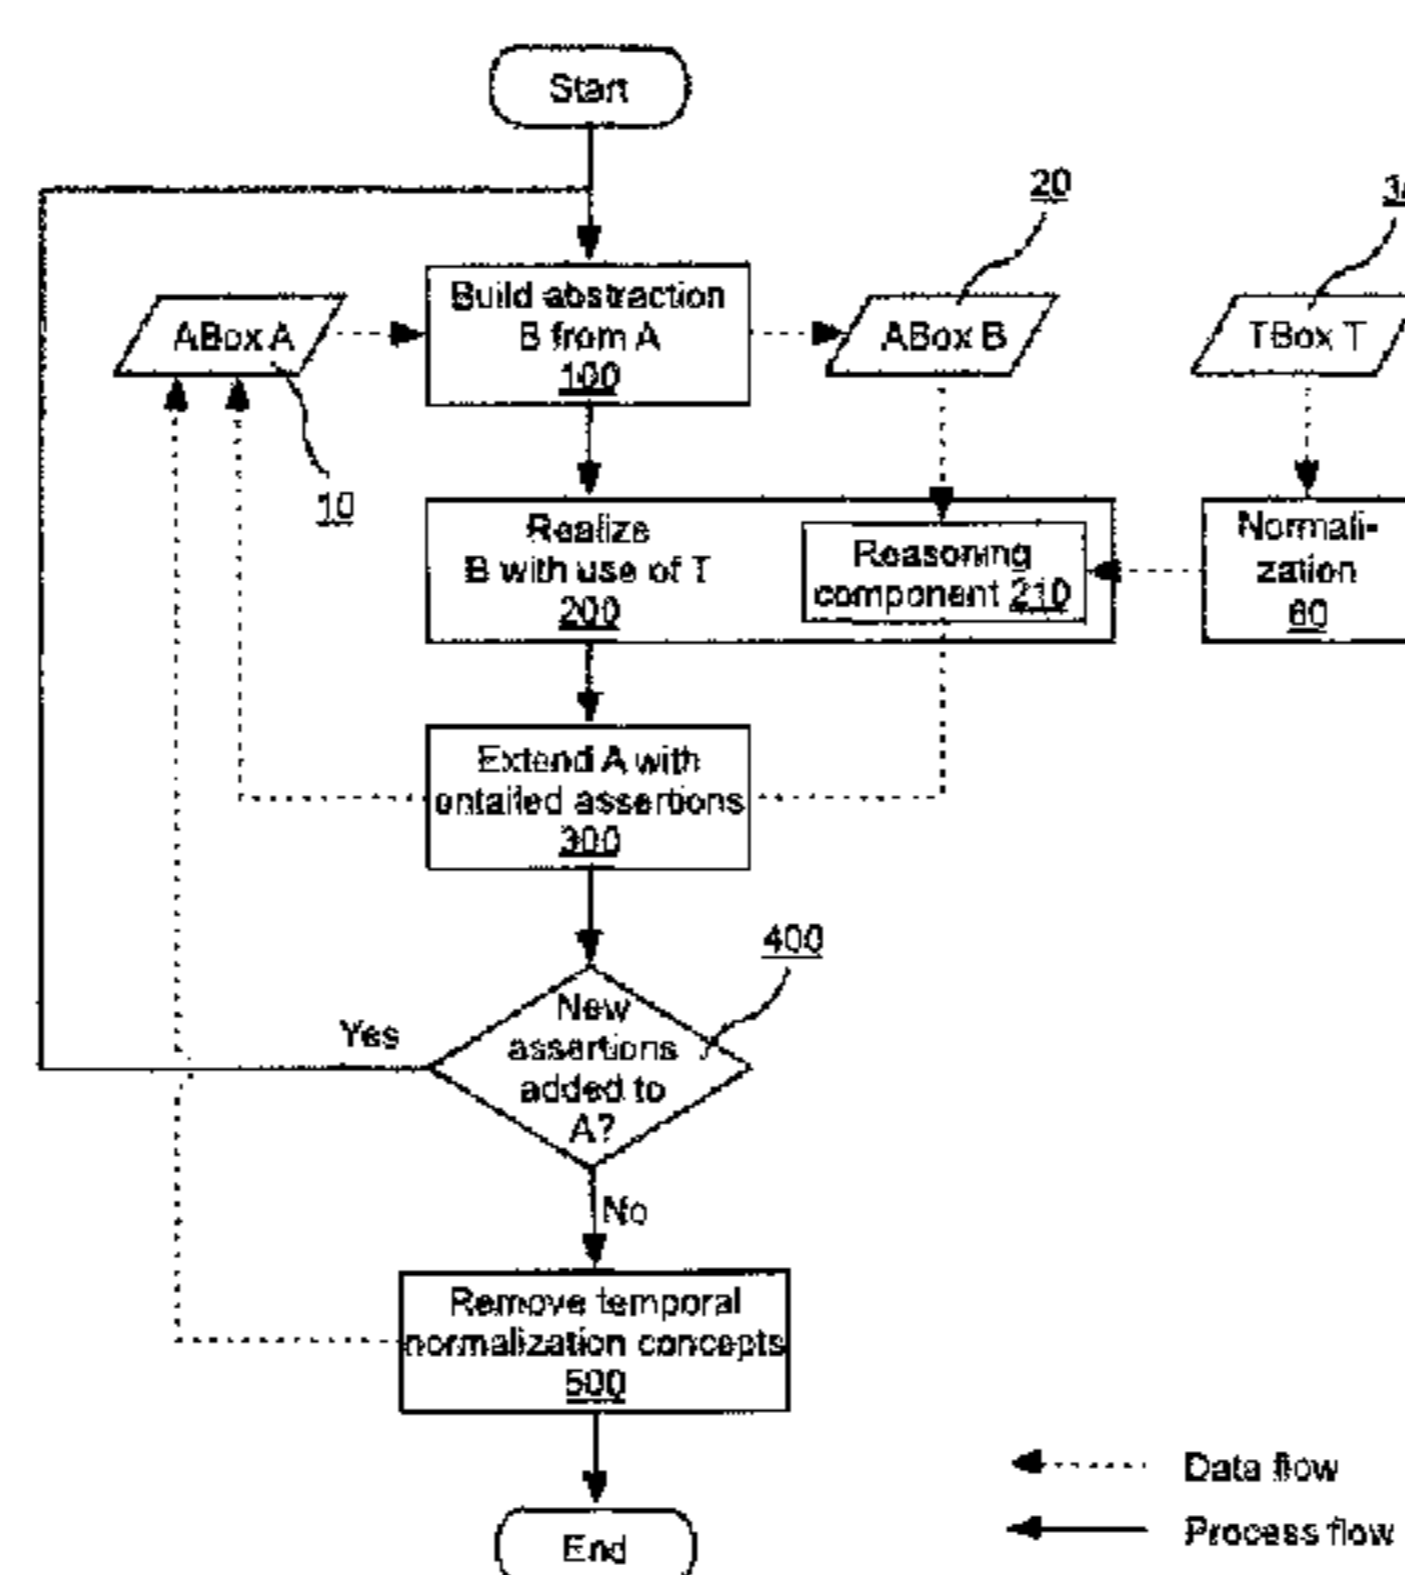 Start
20
ABox A
Build abstraction
B from A
100
ABox B
TBox T
10
Realize
B with use of T
200
Reasoning
component 210
Normali-
zation
60
Extend A with
entailed assertions
300
400
New
assertions
added to
A?
Yes
No
Remove temporal
normalization concepts
500
End
Data flow
Process flow